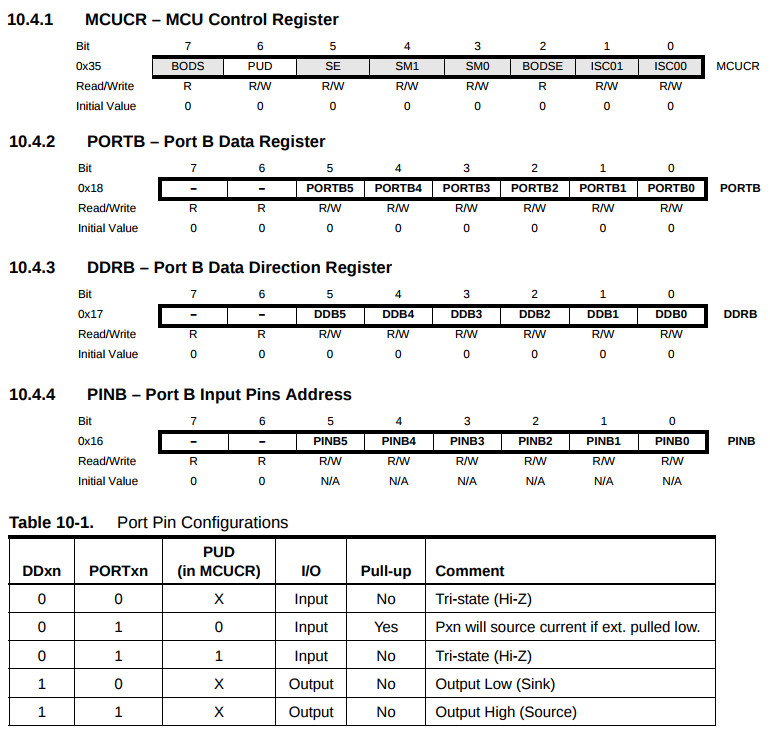 10.4.1 MCUCR – MCU Control Register
Bit 7 6 5 4 3 2 1 0
0x35 BODS PUD SE SM1 SM0 BODSE ISC01 ISC00 MCUCR
Read/Write R R/W R/W R/W R/W R R/W R/W
Initial Value 0 0 0 0 0 0 0 0
10.4.2 PORTB – Port B Data Register
Bit 7 6 5 4 3 2 1 0
0x18 – – PORTB5 PORTB4 PORTB3 PORTB2 PORTB1 PORTB0 PORTB
Read/Write R R R/W R/W R/W R/W R/W R/W
Initial Value 0 0 0 0 0 0 0 0
10.4.3 DDRB – Port B Data Direction Register
Bit 7 6 5 4 3 2 1 0
0x17 – – DDB5 DDB4 DDB3 DDB2 DDB1 DDB0 DDRB
Read/Write R R R/W R/W R/W R/W R/W R/W
Initial Value 0 0 0 0 0 0 0 0
10.4.4 PINB – Port B Input Pins Address
Bit 7 6 5 4 3 2 1 0
0x16 – – PINB5 PINB4 PINB3 PINB2 PINB1 PINB0 PINB
Read/Write R R R/W R/W R/W R/W R/W R/W
Initial Value 0 0 N/A N/A N/A N/A N/A N/A
Table 10-1. Port Pin Configurations
PUD
DDxn PORTxn (in MCUCR) I/O Pull-up Comment
0 0 X Input No Tri-state (Hi-Z)
0 1 0 Input Yes Pxn will source current if ext. pulled low.
0 1 1 Input No Tri-state (Hi-Z)
1 0 X Output No Output Low (Sink)
1 1 X Output No Output High (Source)